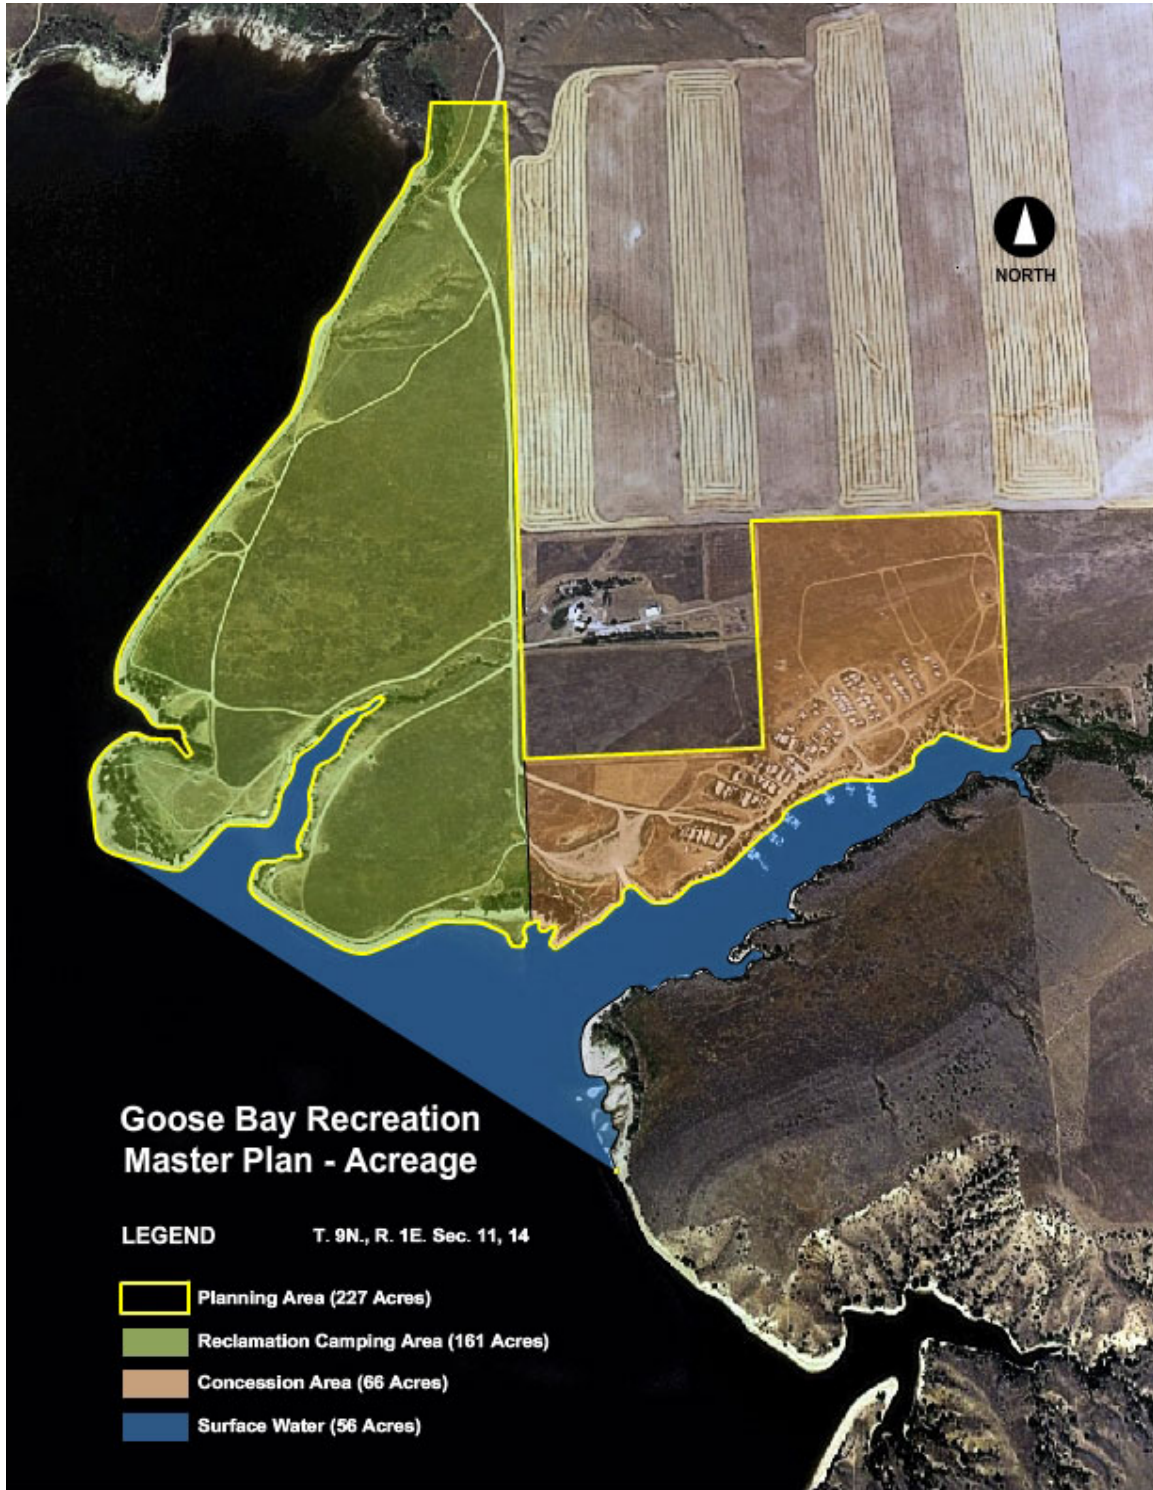 NORTH
Goose Bay Recreation
Master Plan - Acreage
LEGEND
T. 9N., R. 1E. Sec. 11, 14
Planning Area (227 Acres)
Reclamation Camping Area (161 Acres)
Concession Area (66 Acres)
Surface Water (56 Acres)